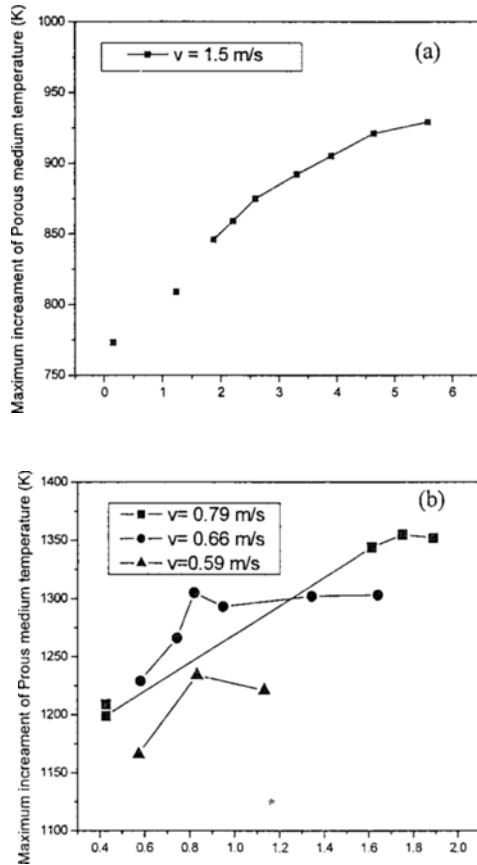 Maximum increament of Porous medium temperature (K)
1000
950
900
850
800
750
v = 1.5 m/s
(a)
0 1 2 3 4 5 6
Maximum increament of Prous medium temperature (K)
1400
1350
1300
1250
1200
1150
1100
v= 0.79 m/s
v= 0.66 m/s
v=0.59 m/s
(b)
0.4 0.6 0.8 1.0 1.2 1.4 1.6 1.8 2.0